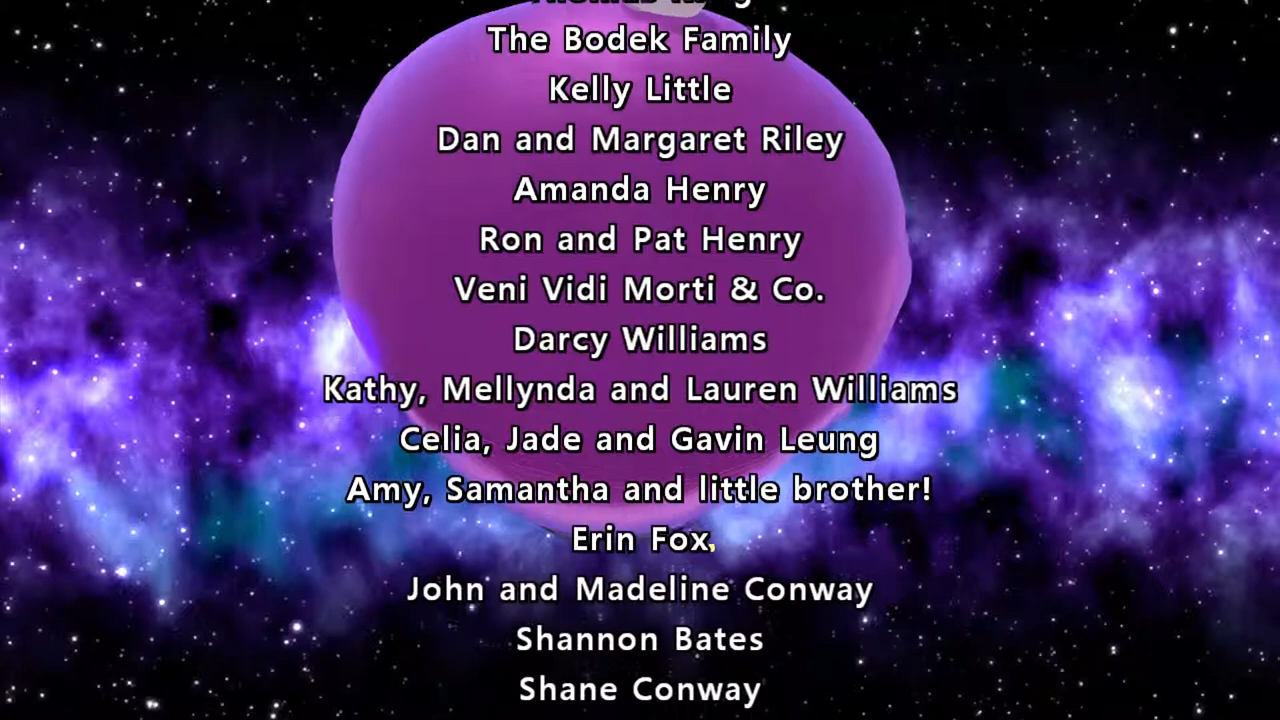 The Bodek Family
Kelly Little
Dan and Margaret Riley
Amanda Henry
Ron and Pat Henry
Veni Vidi Morti & Co.
Darcy Williams
Kathy, Mellynda and Lauren Williams
Celia, Jade and Gavin Leung
Amy, Samantha and little brother!
Erin Fox
John and Madeline Conway
Shannon Bates
Shane Conway